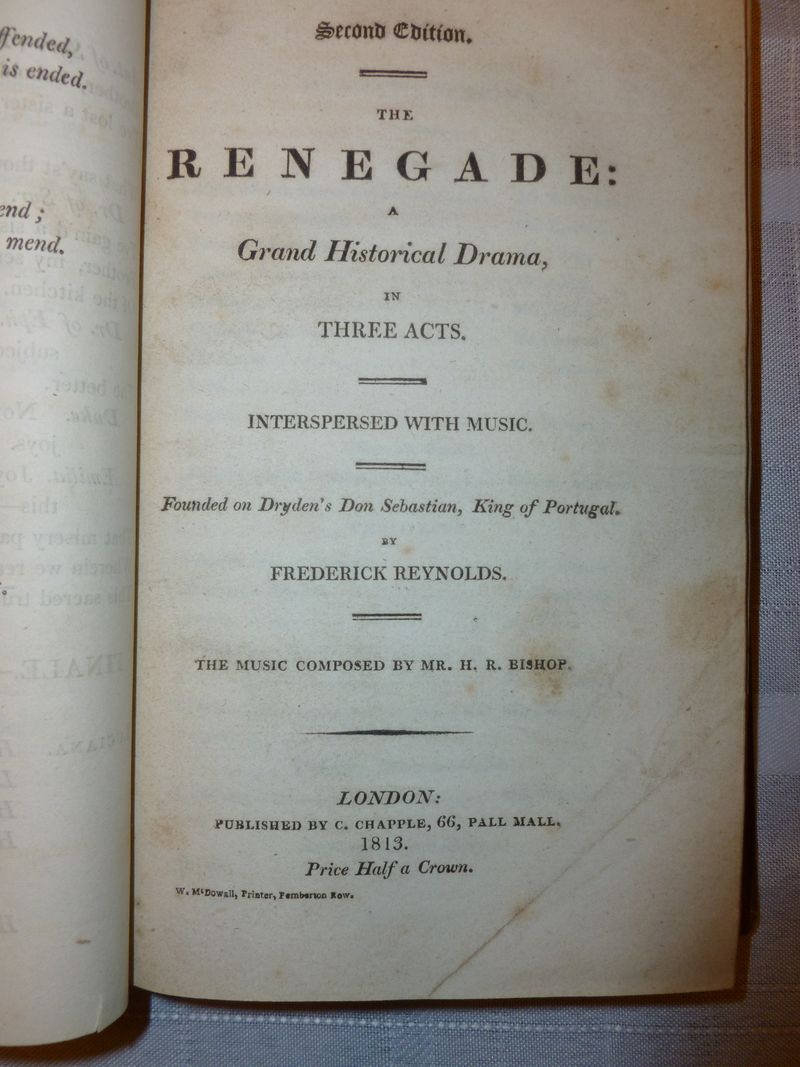 ffended,
is ended.
end ;
mend.
Second Edition.
THE
RENEGADE:
A
Grand Historical Drama,
IN
THREE ACTS.
INTERSPERSED WITH MUSIC.
Founded on Dryden's Don Sebastian, King of Portugal.
BY
FREDERICK REYNOLDS.
THE MUSIC COMPOSED BY MR. H. R. BISHOP.
LONDON:
PUBLISHED BY C. CHAPPLE, 66, PALL MALL.
1813.
Price Half a Crown.
W. McDowall, Printer, Pemberton Row.